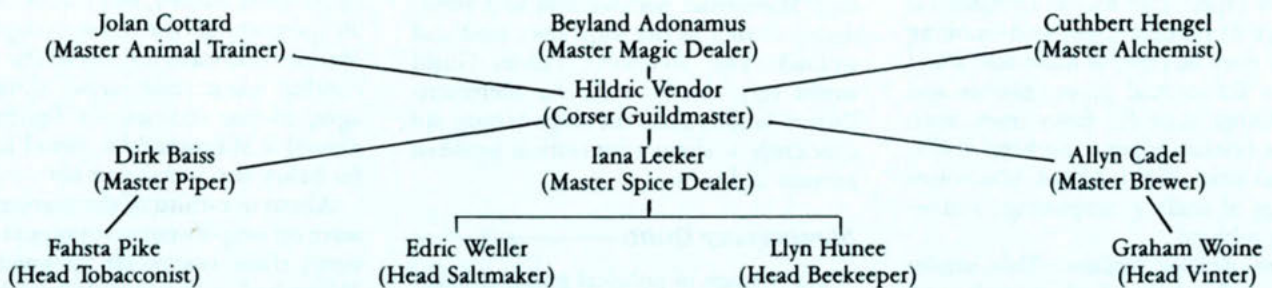 Jolan Cottard
(Master Animal Trainer)
Beyland Adonamus
(Master Magic Dealer)
Cuthbert Hengel
(Master Alchemist)
Hildric Vendor
(Corser Guildmaster)
Dirk Baiss
(Master Piper)
Iana Leeker
(Master Spice Dealer)
Allyn Cadel
(Master Brewer)
Fahsta Pike
(Head Tobacconist)
Edric Weller
(Head Saltmaker)
Llyn Hunee
(Head Beekeeper)
Graham Woine
(Head Vinter)